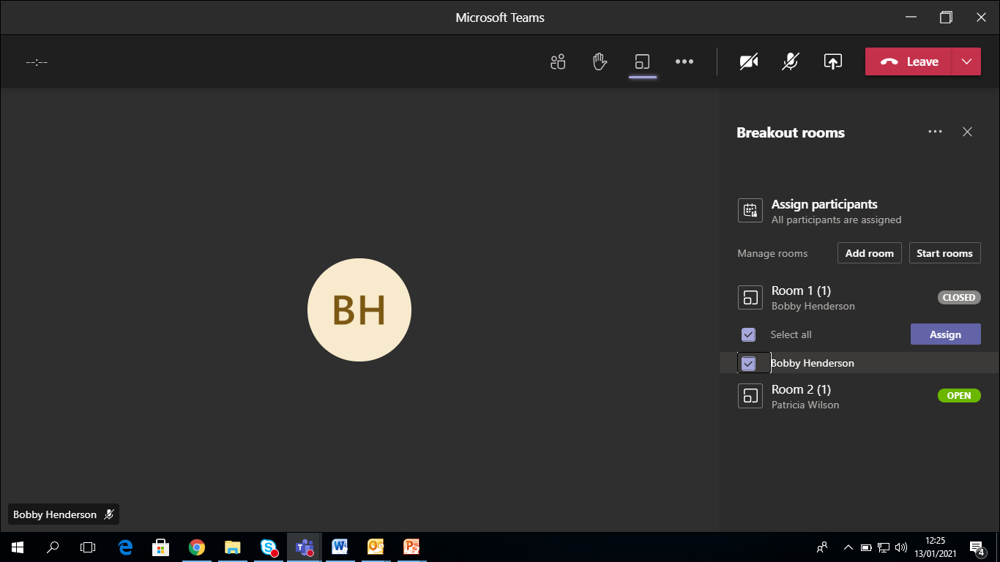 Microsoft Teams
--:--
Leave
Breakout rooms
Assign participants
All participants are assigned
Manage rooms
Add room
Start rooms
Room 1 (1)
Bobby Henderson
CLOSED
Select all
Assign
Bobby Henderson
Room 2 (1)
Patricia Wilson
OPEN
BH
Bobby Henderson
12:25
13/01/2021
4